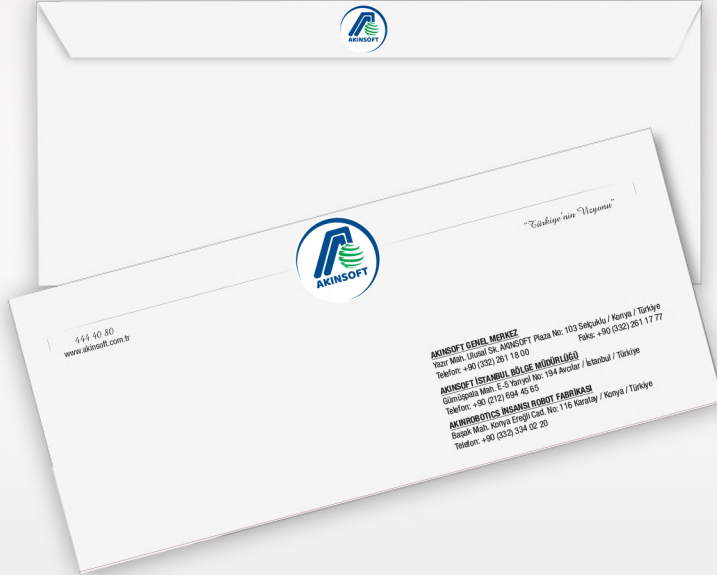 AKINSOFT
"Türkiye'nin Vizyonu"
AKINSOFT
444 40 80
www.akinsoft.com.tr
AKINSOFT GENEL MERKEZ
Yazır Mah. Ulusal Sk. AKINSOFT Plaza No: 103 Selçuklu / Konya / Türkiye
Telefon: +90 (332) 261 18 00 Faks: +90 (332) 261 17 77
AKINSOFT İSTANBUL BÖLGE MÜDÜRLÜĞÜ
Gümüşpala Mah. E-5 Yanyol No: 194 Avcılar / İstanbul / Türkiye
Telefon: +90 (212) 694 45 65
AKINROBOTICS İNSANSI ROBOT FABRİKASI
Başak Mah. Konya Ereğli Cad. No: 116 Karatay / Konya / Türkiye
Telefon: +90 (332) 334 02 20